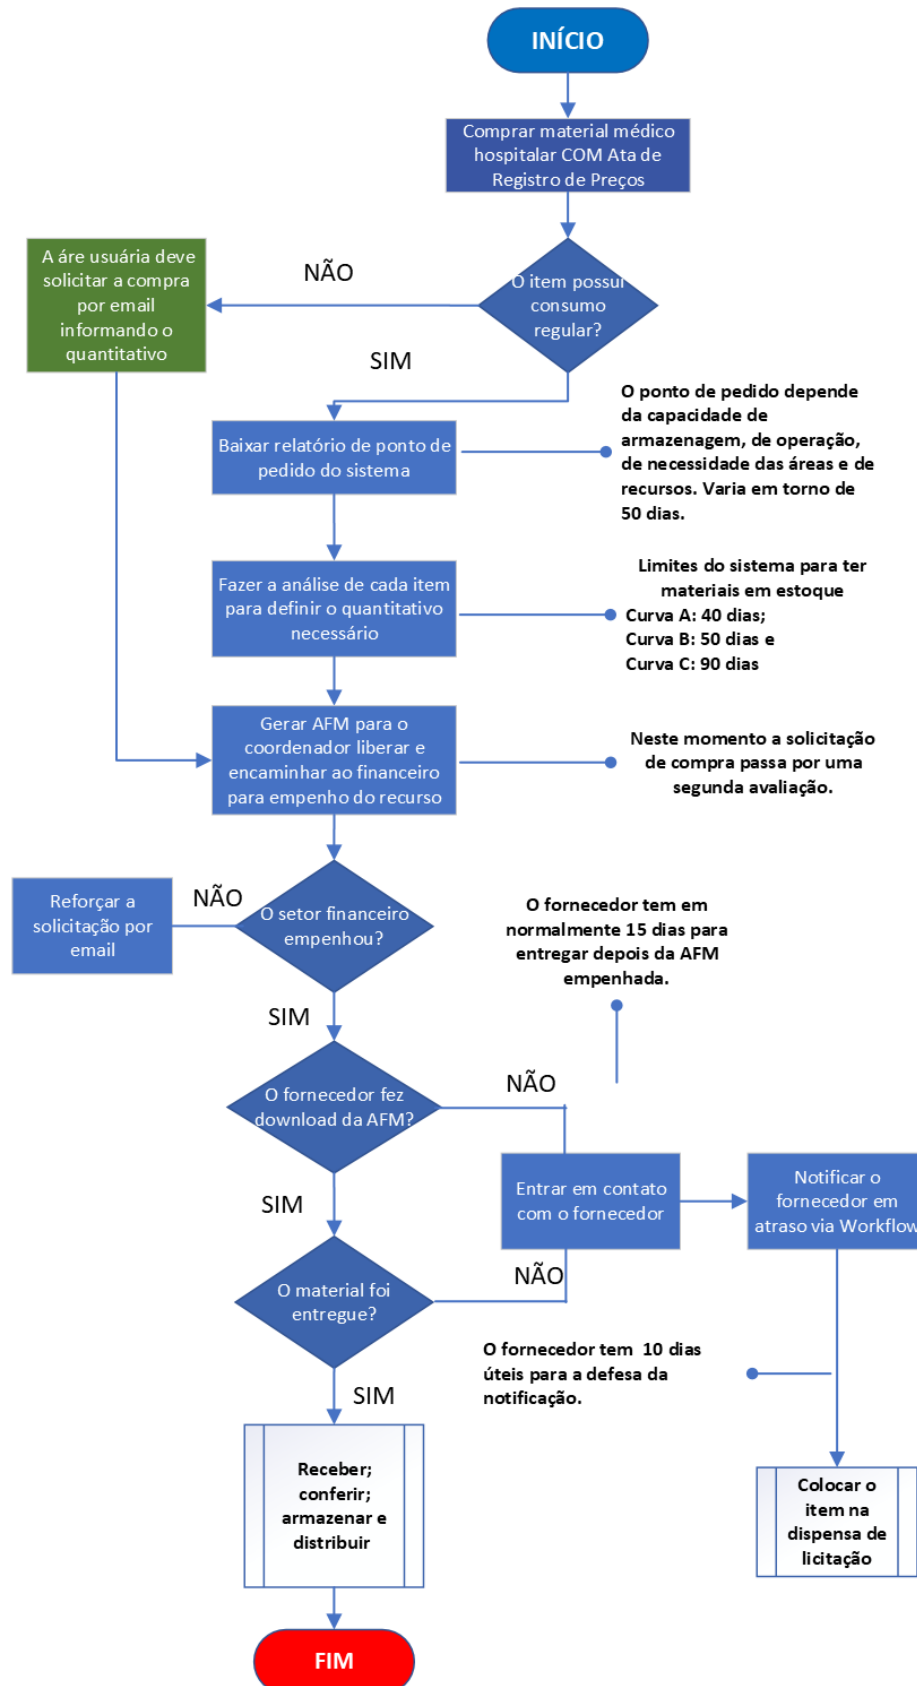 INÍCIO
Comprar material médico
hospitalar COM Ata de
Registro de Preços
O item possui
consumo
regular?
NÃO
A áre usuária deve
solicitar a compra
por email
informando o
quantitativo
SIM
Baixar relatório de ponto de
pedido do sistema
O ponto de pedido depende
da capacidade de
armazenagem, de operação,
de necessidade das áreas e de
recursos. Varia em torno de
50 dias.
Fazer a análise de cada item
para definir o quantitativo
necessário
Limites do sistema para ter
materiais em estoque
Curva A: 40 dias;
Curva B: 50 dias e
Curva C: 90 dias
Gerar AFM para o
coordenador liberar e
encaminhar ao financeiro
para empenho do recurso
Neste momento a solicitação
de compra passa por uma
segunda avaliação.
O setor financeiro
empenhou?
NÃO
Reforçar a
solicitação por
email
O fornecedor tem em
normalmente 15 dias para
entregar depois da AFM
empenhada.
SIM
O fornecedor fez
download da AFM?
NÃO
Entrar em contato
com o fornecedor
Notificar o
fornecedor em
atraso via Workflow
SIM
O material foi
entregue?
NÃO
O fornecedor tem 10 dias
úteis para a defesa da
notificação.
SIM
Receber;
conferir;
armazenar e
distribuir
Colocar o
item na
dispensa de
licitação
FIM